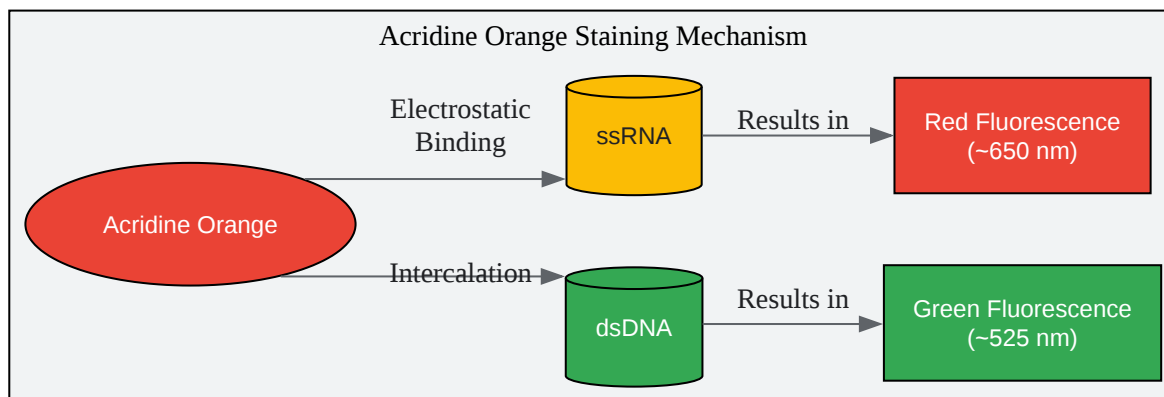 Acridine Orange Staining Mechanism
Electrostatic
Binding
ssRNA
Results in
Red Fluorescence
(~650 nm)
Acridine Orange
Intercalation
dsDNA
Results in
Green Fluorescence
(~525 nm)